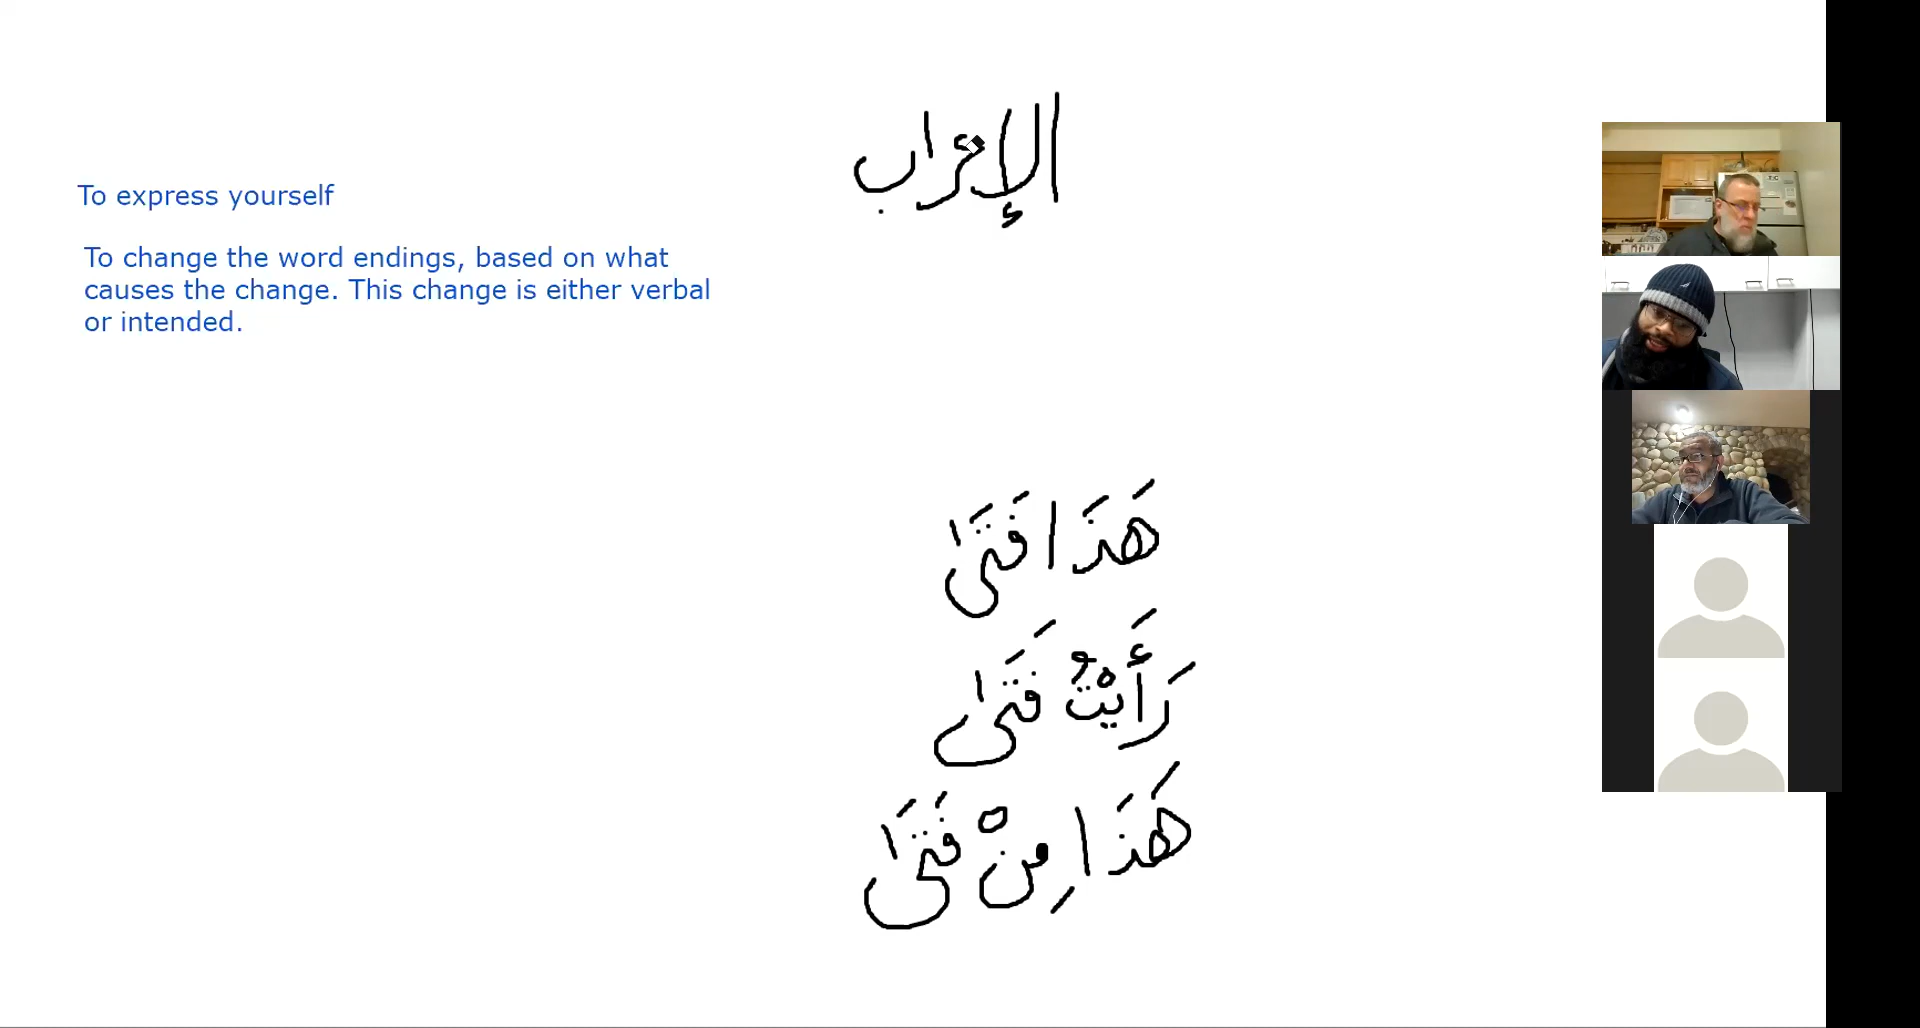 الإعراب
To express yourself
To change the word endings, based on what
causes the change. This change is either verbal
or intended.
هَذَا فَتَىٰ
رَأَيْتُ فَتَىٰ
هَذَا مِنْ فَتَىٰ